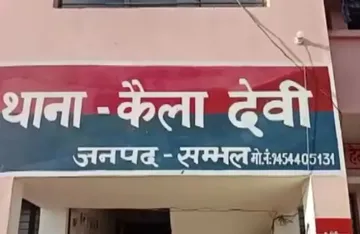 थाना - कैला देवी
जनपद - सम्भल मो.नं:9454405131